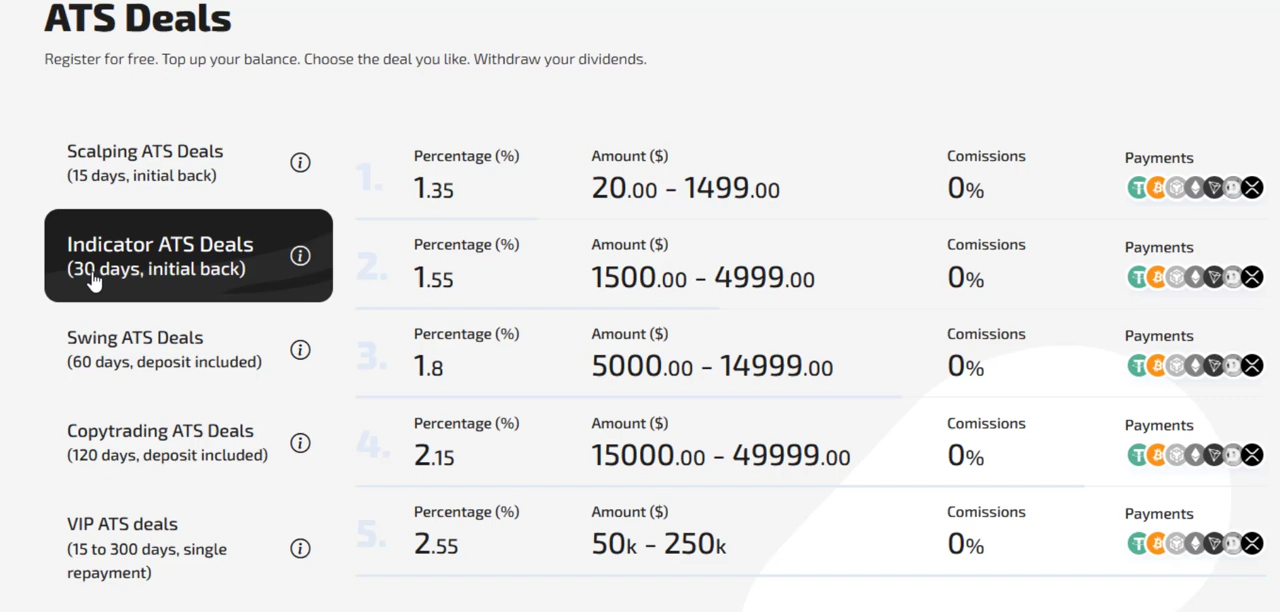 ATS Deals
Register for free. Top up your balance. Choose the deal you like. Withdraw your dividends.
Scalping ATS Deals
(15 days, initial back)
Indicator ATS Deals
(30 days, initial back)
Swing ATS Deals
(60 days, deposit included)
Copytrading ATS Deals
(120 days, deposit included)
VIP ATS deals
(15 to 300 days, single
repayment)
1. Percentage (%) Amount ($) Comissions Payments
1.35 20.00 - 1499.00 0%
2. Percentage (%) Amount ($) Comissions Payments
1.55 1500.00 - 4999.00 0%
3. Percentage (%) Amount ($) Comissions Payments
1.8 5000.00 - 14999.00 0%
4. Percentage (%) Amount ($) Comissions Payments
2.15 15000.00 - 49999.00 0%
5. Percentage (%) Amount ($) Comissions Payments
2.55 50k - 250k 0%